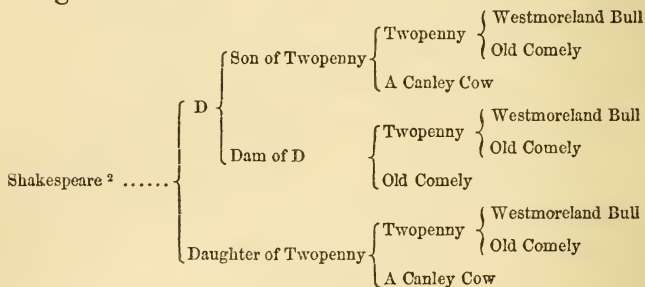 Westmoreland Bull
Twopenny
Old Comely
Son of Twopenny
A Canley Cow
D
Westmoreland Bull
Twopenny
Old Comely
Dam of D
Old Comely
Shakespeare ² ......
Westmoreland Bull
Twopenny
Old Comely
Daughter of Twopenny
A Canley Cow